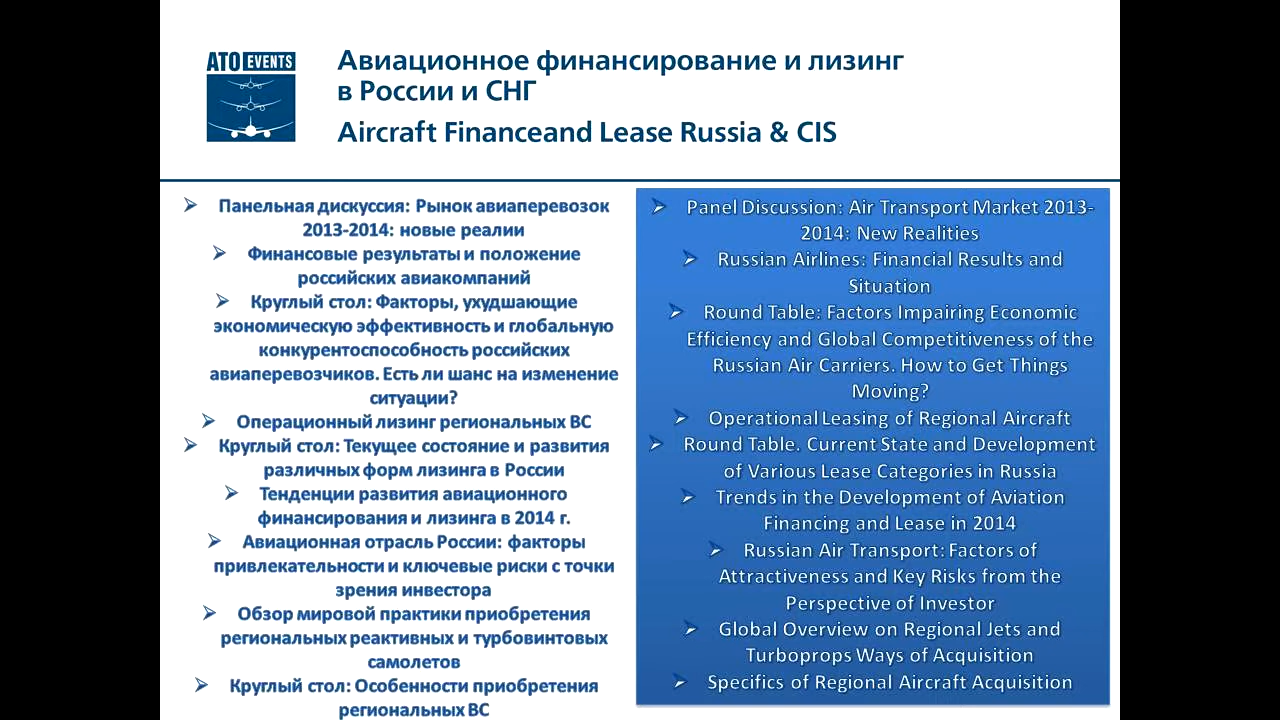 ATO EVENTS
Авиационное финансирование и лизинг
в России и СНГ
Aircraft Financeand Lease Russia & CIS
Панельная дискуссия: Рынок авиаперевозок
2013-2014: новые реалии
Финансовые результаты и положение
российских авиакомпаний
Круглый стол: Факторы, ухудшающие
экономическую эффективность и глобальную
конкурентоспособность российских
авиаперевозчиков. Есть ли шанс на изменение
ситуации?
Операционный лизинг региональных ВС
Круглый стол: Текущее состояние и развития
различных форм лизинга в России
Тенденции развития авиационного
финансирования и лизинга в 2014 г.
Авиационная отрасль России: факторы
привлекательности и ключевые риски с точки
зрения инвестора
Обзор мировой практики приобретения
региональных реактивных и турбовинтовых
самолетов
Круглый стол: Особенности приобретения
региональных ВС
Panel Discussion: Air Transport Market 2013-
2014: New Realities
Russian Airlines: Financial Results and
Situation
Round Table: Factors Impairing Economic
Efficiency and Global Competitiveness of the
Russian Air Carriers. How to Get Things
Moving?
Operational Leasing of Regional Aircraft
Round Table. Current State and Development
of Various Lease Categories in Russia
Trends in the Development of Aviation
Financing and Lease in 2014
Russian Air Transport: Factors of
Attractiveness and Key Risks from the
Perspective of Investor
Global Overview on Regional Jets and
Turboprops Ways of Acquisition
Specifics of Regional Aircraft Acquisition